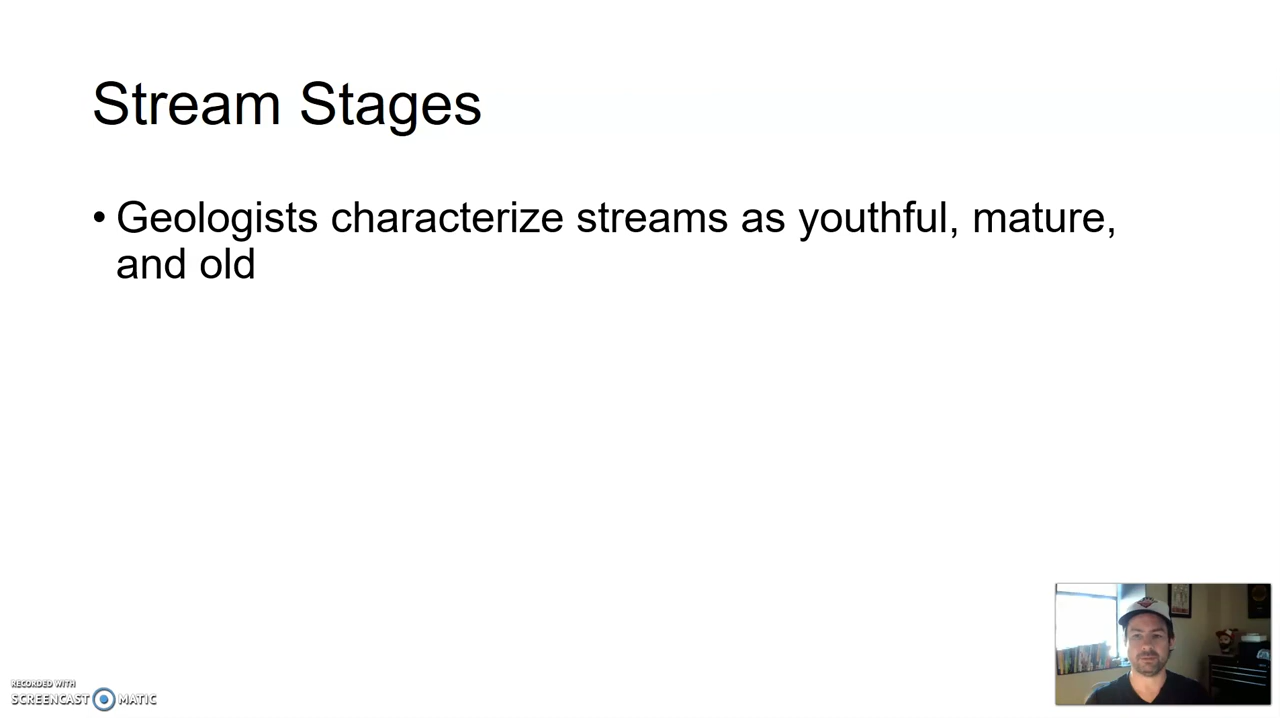 Stream Stages
• Geologists characterize streams as youthful, mature,
and old
RECORDED WITH
SCREENCAST MATIC